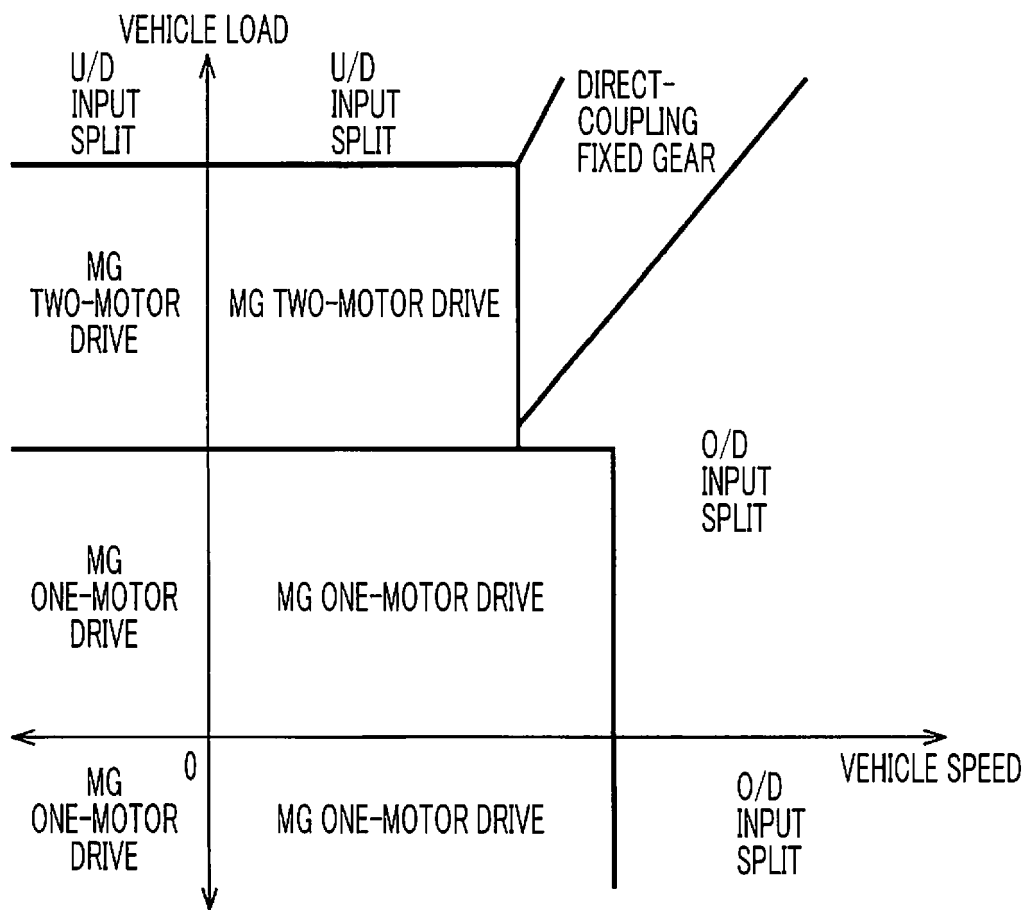 VEHICLE LOAD
U/D
INPUT
SPLIT
U/D
INPUT
SPLIT
DIRECT-
COUPLING
FIXED GEAR
MG
TWO-MOTOR
DRIVE
MG TWO-MOTOR DRIVE
O/D
INPUT
SPLIT
MG
ONE-MOTOR
DRIVE
MG ONE-MOTOR DRIVE
0
VEHICLE SPEED
MG
ONE-MOTOR
DRIVE
MG ONE-MOTOR DRIVE
O/D
INPUT
SPLIT